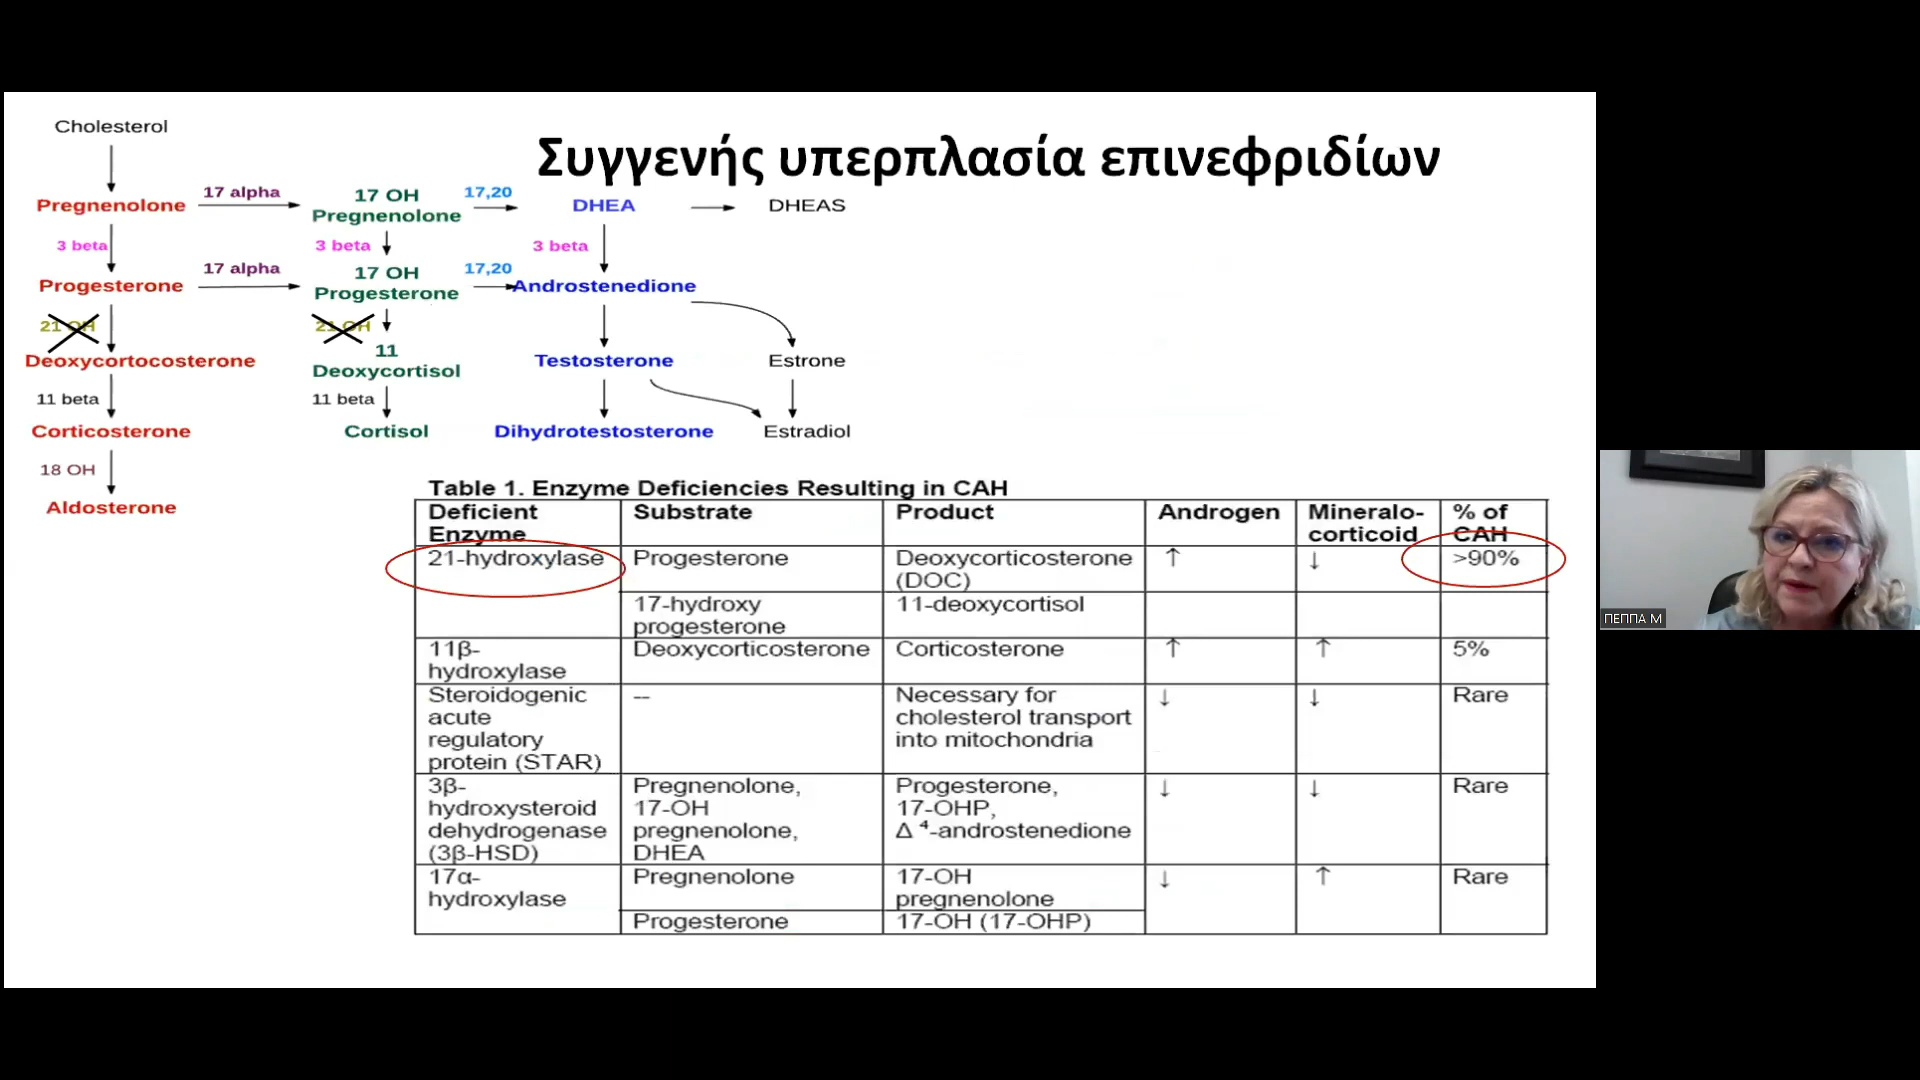 Συγγενής υπερπλασία επινεφριδίων
Cholesterol
Pregnenolone 17 alpha 17 OH Pregnenolone 17,20 DHEA DHEAS
3 beta 3 beta 3 beta
Progesterone 17 alpha 17 OH Progesterone 17,20 Androstenedione
21 OH 21 OH
Deoxycortocosterone 11 Deoxycortisol Testosterone Estrone
11 beta 11 beta
Corticosterone Cortisol Dihydrotestosterone Estradiol
18 OH
Aldosterone
Table 1. Enzyme Deficiencies Resulting in CAH
Deficient Enzyme Substrate Product Androgen Mineralo-corticoid % of CAH
21-hydroxylase Progesterone Deoxycorticosterone (DOC) ↑ ↓ >90%
17-hydroxy progesterone 11-deoxycortisol
11β-hydroxylase Deoxycorticosterone Corticosterone ↑ ↑ 5%
Steroidogenic acute regulatory protein (STAR) -- Necessary for cholesterol transport into mitochondria ↓ ↓ Rare
3β-hydroxysteroid dehydrogenase (3β-HSD) Pregnenolone, 17-OH pregnenolone, DHEA Progesterone, 17-OHP, Δ⁴-androstenedione ↓ ↓ Rare
17α-hydroxylase Pregnenolone 17-OH pregnenolone ↓ ↑ Rare
Progesterone 17-OH (17-OHP)
ΠΕΠΠΑ Μ